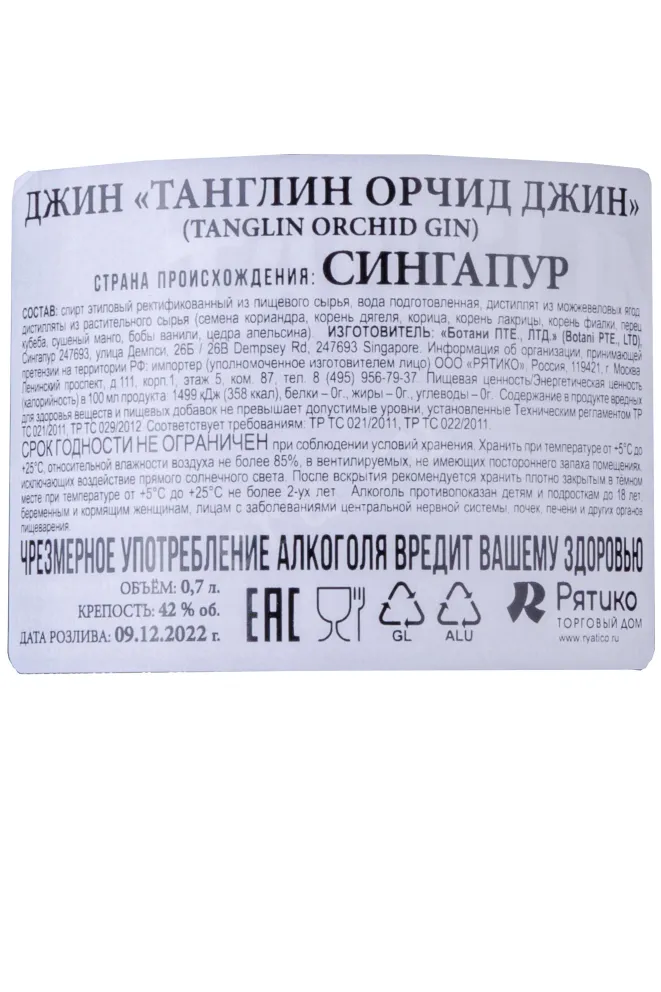 ДЖИН «ТАНГЛИН ОРЧИД ДЖИН»
(TANGLIN ORCHID GIN)
СТРАНА ПРОИСХОЖДЕНИЯ: СИНГАПУР
СОСТАВ: спирт этиловый ректификованный из пищевого сырья, вода подготовленная, дистиллят из можжевеловых ягод,
дистилляты из растительного сырья (семена кориандра, корень дягеля, корица, корень лакрицы, корень фиалки, перец
кубеба, сушеный манго, бобы ванили, цедра апельсина). ИЗГОТОВИТЕЛЬ: «Ботани ПТЕ., ЛТД.» (Botani PTE., LTD).
Сингапур 247693, улица Демпси, 26Б / 26B Dempsey Rd, 247693 Singapore. Информация об организации, принимающей
претензии на территории РФ: импортер (уполномоченное изготовителем лицо) ООО «РЯТИКО». Россия, 119421, г. Москва
Ленинский проспект, д.111, корп.1, этаж 5, ком. 87, тел. 8 (495) 956-79-37. Пищевая ценность/Энергетическая ценность
(калорийность) в 100 мл продукта 1499 кДж (358 ккал), белки – 0г., жиры – 0г., углеводы – 0г. Содержание в продукте вредных
для здоровья веществ и пищевых добавок не превышает допустимые уровни, установленные Техническим регламентом ТР
ТС 021/2011, ТР ТС 029/2012. Соответствует требованиям: ТР ТС 021/2011, ТР ТС 022/2011.
СРОК ГОДНОСТИ НЕ ОГРАНИЧЕН при соблюдении условий хранения. Хранить при температуре от +5°С до
+25°С, относительной влажности воздуха не более 85%, в вентилируемых, не имеющих постороннего запаха помещениях,
исключающих воздействие прямого солнечного света. После вскрытия рекомендуется хранить плотно закрытым в тёмном
месте при температуре от +5°С до +25°С не более 2-ух лет. Алкоголь противопоказан детям и подросткам до 18 лет,
беременным и кормящим женщинам, лицам с заболеваниями центральной нервной системы, почек, печени и других органов
пищеварения.
ЧРЕЗМЕРНОЕ УПОТРЕБЛЕНИЕ АЛКОГОЛЯ ВРЕДИТ ВАШЕМУ ЗДОРОВЬЮ
ОБЪЁМ: 0,7 л.
КРЕПОСТЬ: 42 % об.
ДАТА РОЗЛИВА: 09.12.2022 г.
EAC
GL
ALU
РЯТИКО
ТОРГОВЫЙ ДОМ
www.ryatico.ru